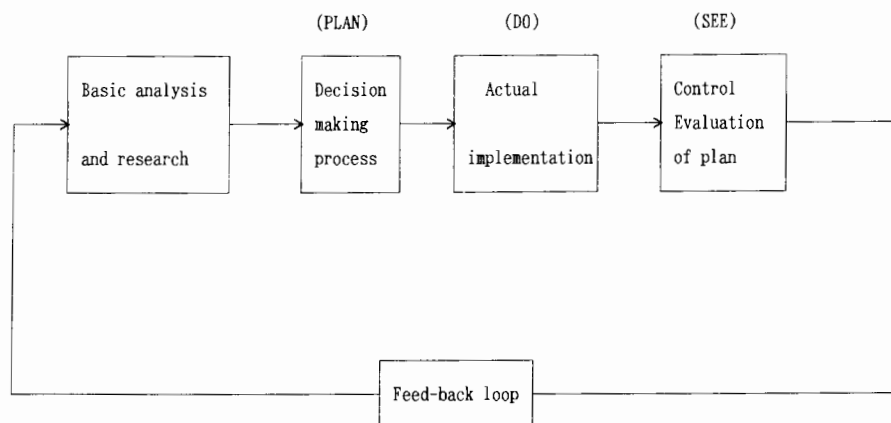 (PLAN) (DO) (SEE)
Basic analysis
and research
Decision
making
process
Actual
implementation
Control
Evaluation
of plan
Feed-back loop